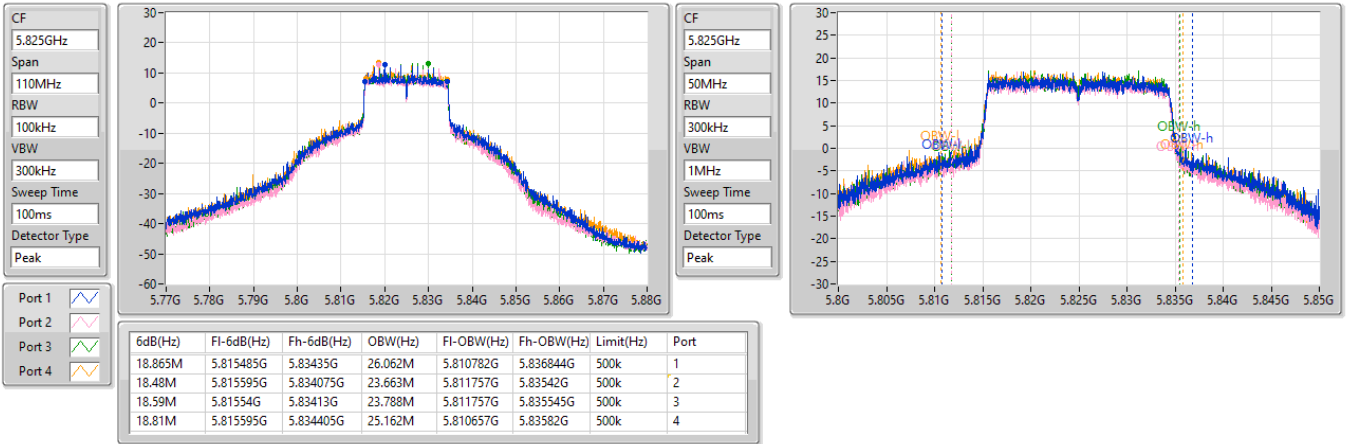 CF
5.825GHz
Span
110MHz
RBW
100kHz
VBW
300kHz
Sweep Time
100ms
Detector Type
Peak
Port 1
Port 2
Port 3
Port 4
30-
20-
10-
0-
-10-
-20-
-30-
-40-
-50-
-60-
5.77G 5.78G 5.79G 5.8G 5.81G 5.82G 5.83G 5.84G 5.85G 5.86G 5.87G 5.88G
CF
5.825GHz
Span
50MHz
RBW
300kHz
VBW
1MHz
Sweep Time
100ms
Detector Type
Peak
30-
25-
20-
15-
10-
5-
0-
-5-
-10-
-15-
-20-
-25-
-30-
OBW-l
OBW-l
OBW-h
OBW-h
5.8G 5.805G 5.81G 5.815G 5.82G 5.825G 5.83G 5.835G 5.84G 5.845G 5.85G
6dB(Hz) Fl-6dB(Hz) Fh-6dB(Hz) OBW(Hz) Fl-OBW(Hz) Fh-OBW(Hz) Limit(Hz) Port
18.865M 5.815485G 5.83435G 26.062M 5.810782G 5.836844G 500k 1
18.48M 5.815595G 5.834075G 23.663M 5.811757G 5.83542G 500k 2
18.59M 5.81554G 5.83413G 23.788M 5.811757G 5.835545G 500k 3
18.81M 5.815595G 5.834405G 25.162M 5.810657G 5.83582G 500k 4